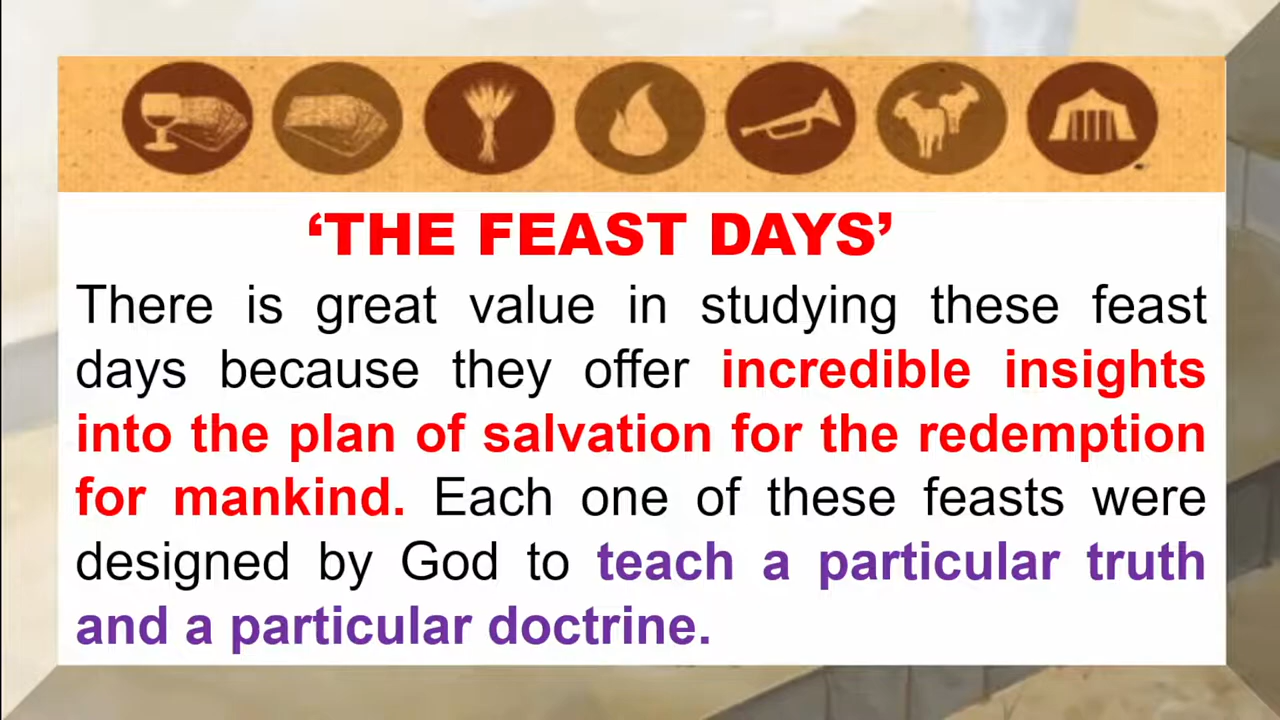 ‘THE FEAST DAYS’
There is great value in studying these feast
days because they offer incredible insights
into the plan of salvation for the redemption
for mankind. Each one of these feasts were
designed by God to teach a particular truth
and a particular doctrine.